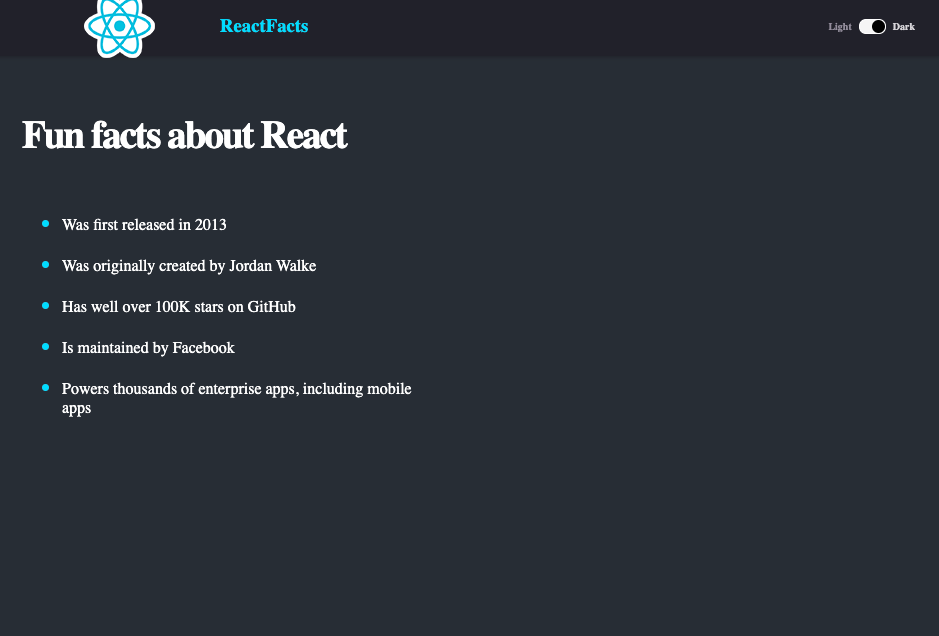 ReactFacts
Light Dark
Fun facts about React
Was first released in 2013
Was originally created by Jordan Walke
Has well over 100K stars on GitHub
Is maintained by Facebook
Powers thousands of enterprise apps, including mobile
apps